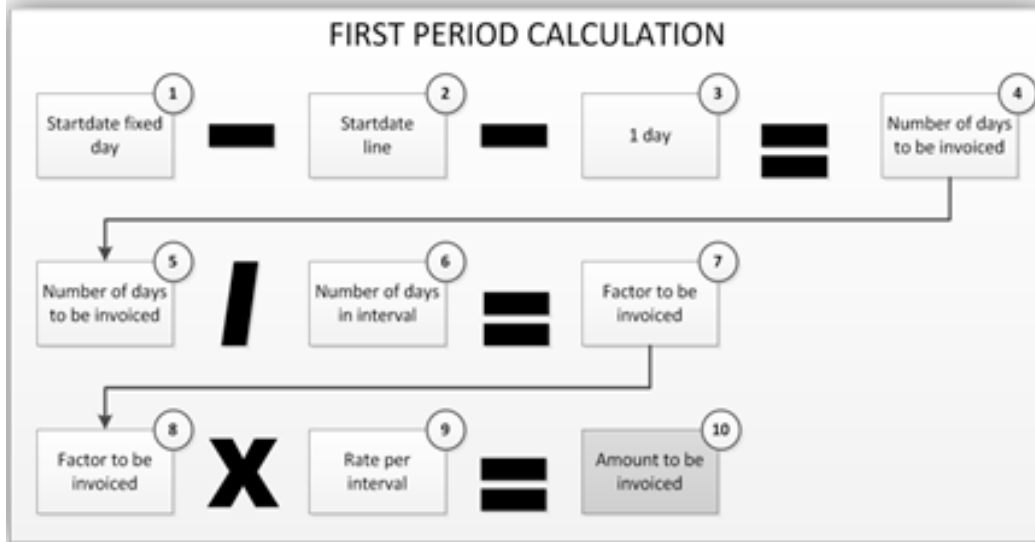 FIRST PERIOD CALCULATION
1
Startdate fixed
day
-
2
Startdate
line
-
3
1 day
=
4
Number of days
to be invoiced
5
Number of days
to be invoiced
/
6
Number of days
in interval
=
7
Factor to be
invoiced
8
Factor to be
invoiced
X
9
Rate per
interval
=
10
Amount to be
invoiced